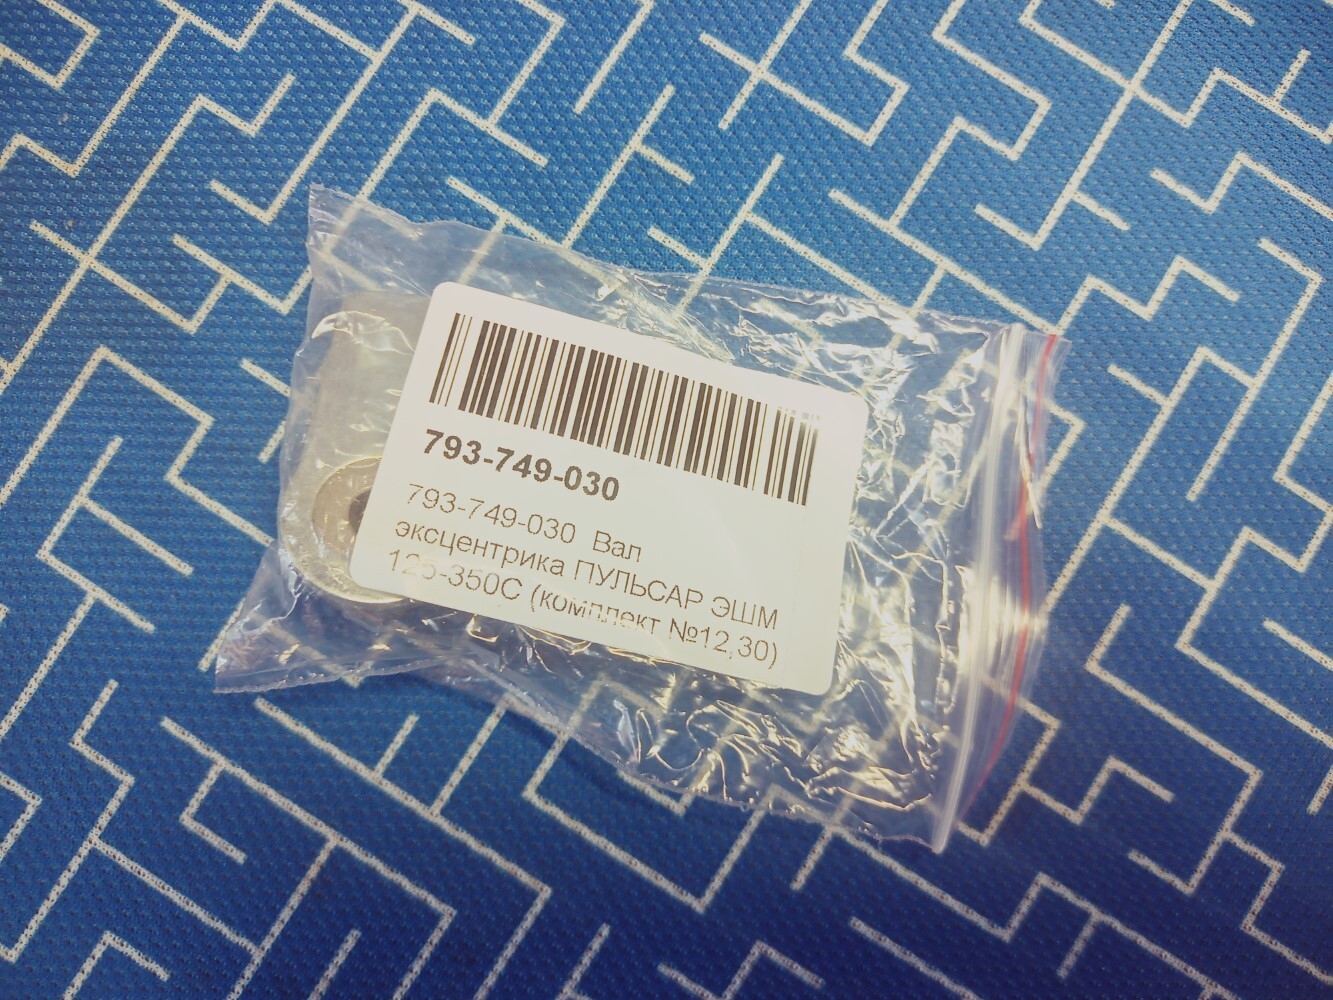 793-749-030
793-749-030 Вал
эксцентрика ПУЛЬСАР ЭШМ
125-350С (комплект №12,30)